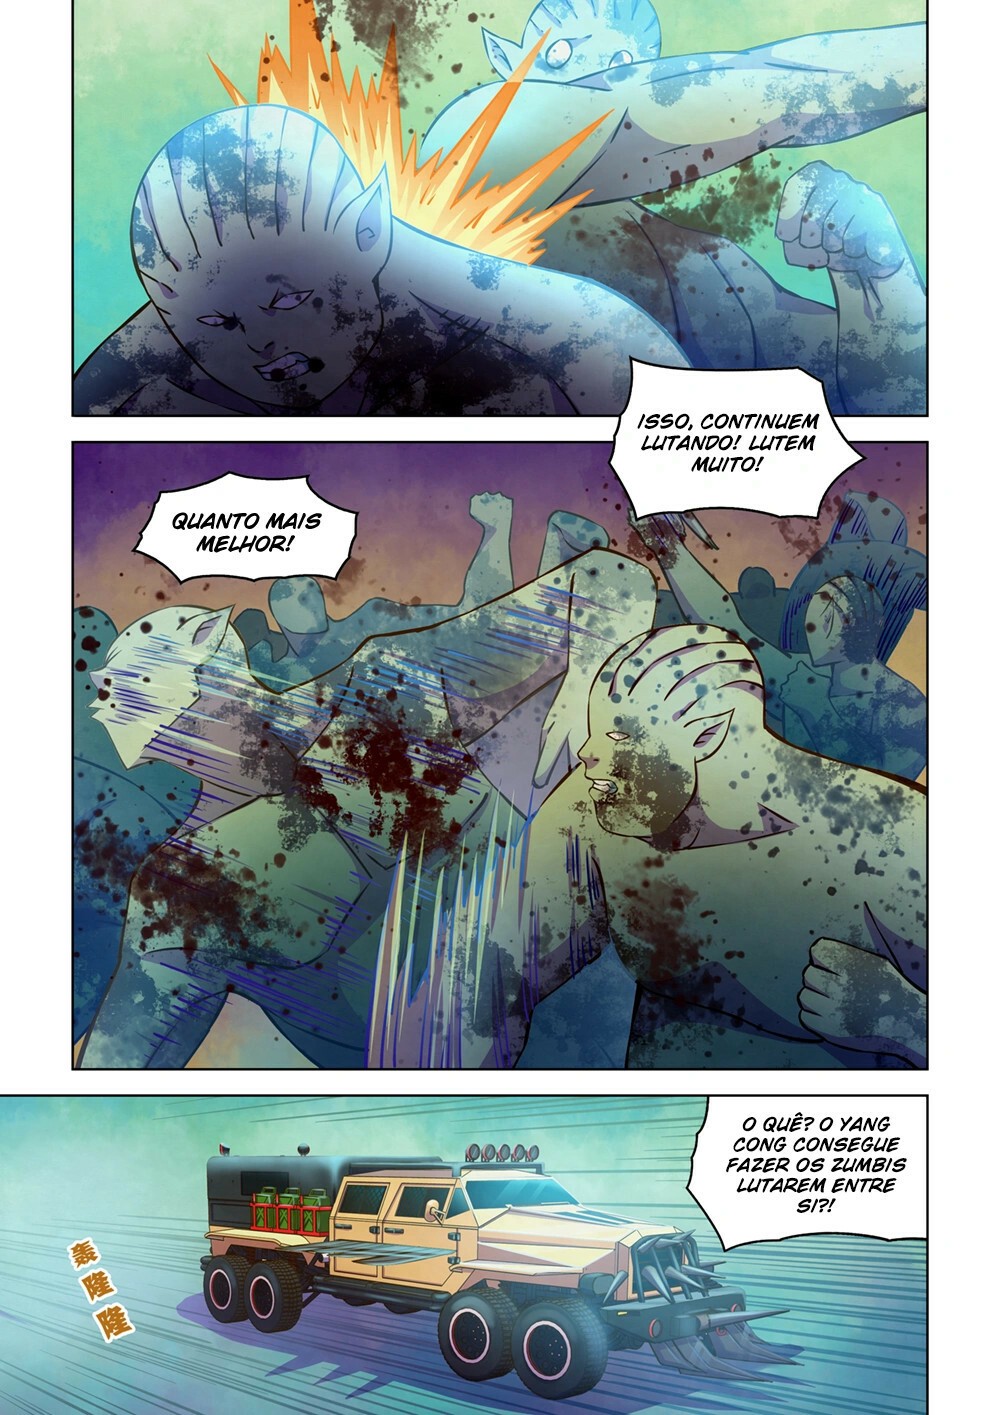 ISSO, CONTINUEM
LUTANDO! LUTEM
MUITO!
QUANTO MAIS
MELHOR!
O QUÊ? O YANG
CONG CONSEGUE
FAZER OS ZUMBIS
LUTAREM ENTRE
SI?!
轰隆隆